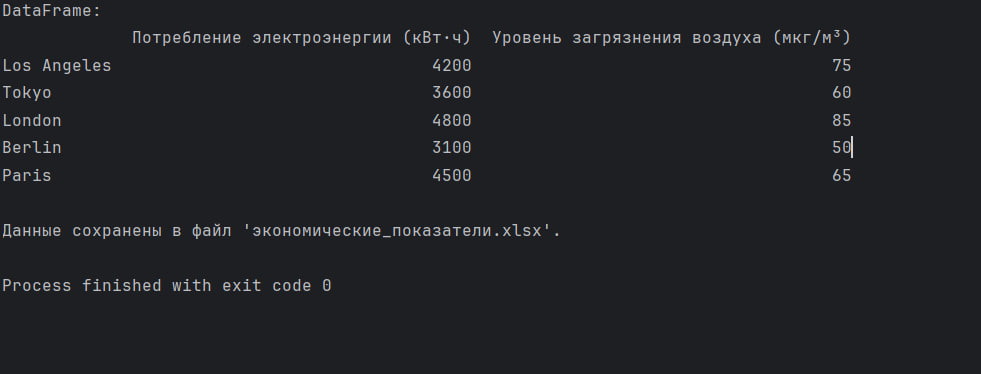 DataFrame:
Потребление электроэнергии (кВт·ч) Уровень загрязнения воздуха (мкг/м³)
Los Angeles 4200 75
Tokyo 3600 60
London 4800 85
Berlin 3100 50
Paris 4500 65
Данные сохранены в файл 'экономические_показатели.xlsx'.
Process finished with exit code 0